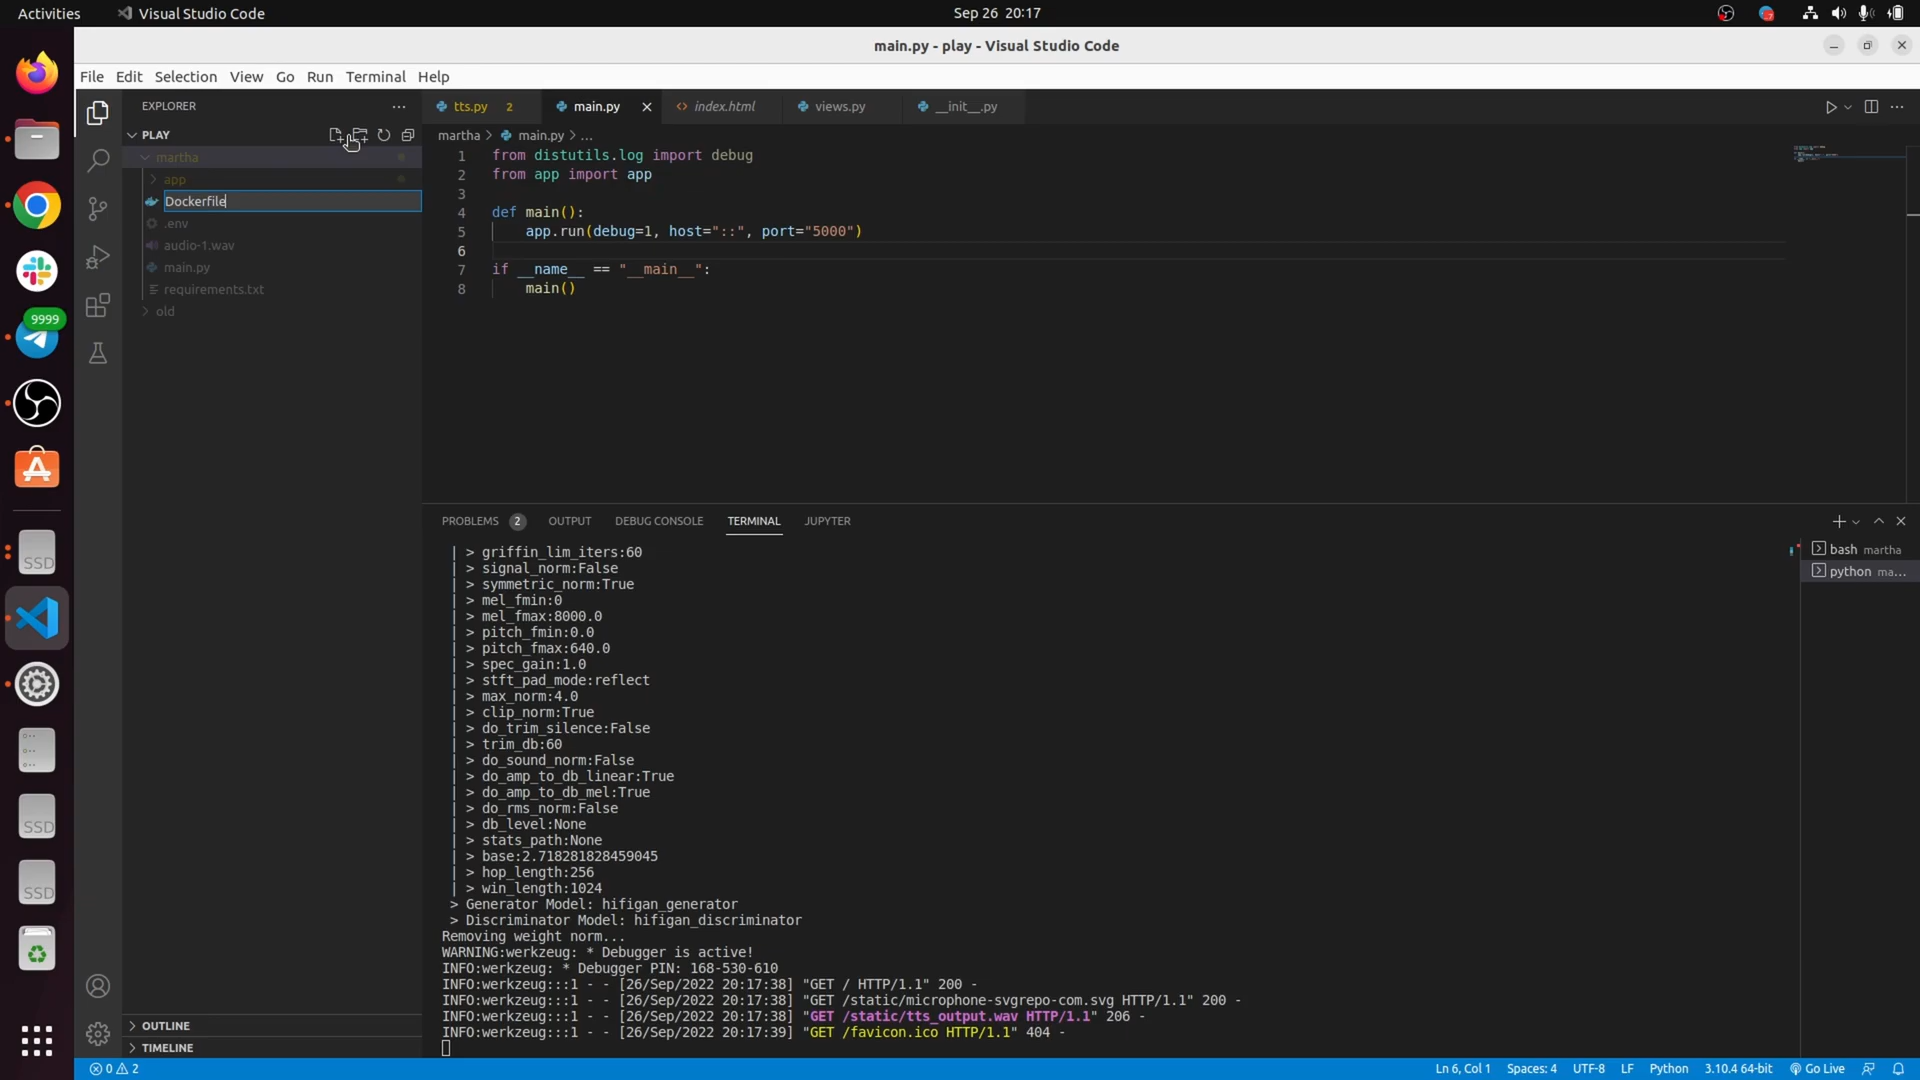 Activities
Visual Studio Code
Sep 26 20:17
main.py - play - Visual Studio Code
File Edit Selection View Go Run Terminal Help
EXPLORER
PLAY
martha
app
Dockerfile
.env
audio-1.wav
main.py
requirements.txt
old
OUTLINE
TIMELINE
9999
SSD
SSD
SSD
tts.py 2
main.py
index.html
views.py
__init__.py
martha > main.py > ...
1 from distutils.log import debug
2 from app import app
3
4 def main():
5 app.run(debug=1, host="::", port="5000")
6
7 if __name__ == "__main__":
8 main()
PROBLEMS 2 OUTPUT DEBUG CONSOLE TERMINAL JUPYTER
bash martha
python ma...
| > griffin_lim_iters:60
| > signal_norm:False
| > symmetric_norm:True
| > mel_fmin:0
| > mel_fmax:8000.0
| > pitch_fmin:0.0
| > pitch_fmax:640.0
| > spec_gain:1.0
| > stft_pad_mode:reflect
| > max_norm:4.0
| > clip_norm:True
| > do_trim_silence:False
| > trim_db:60
| > do_sound_norm:False
| > do_amp_to_db_linear:True
| > do_amp_to_db_mel:True
| > do_rms_norm:False
| > db_level:None
| > stats_path:None
| > base:2.718281828459045
| > hop_length:256
| > win_length:1024
> Generator Model: hifigan_generator
> Discriminator Model: hifigan_discriminator
Removing weight norm...
WARNING:werkzeug: * Debugger is active!
INFO:werkzeug: * Debugger PIN: 168-530-610
INFO:werkzeug:::1 - - [26/Sep/2022 20:17:38] "GET / HTTP/1.1" 200 -
INFO:werkzeug:::1 - - [26/Sep/2022 20:17:38] "GET /static/microphone-svgrepo-com.svg HTTP/1.1" 200 -
INFO:werkzeug:::1 - - [26/Sep/2022 20:17:38] "GET /static/tts_output.wav HTTP/1.1" 206 -
INFO:werkzeug:::1 - - [26/Sep/2022 20:17:39] "GET /favicon.ico HTTP/1.1" 404 -
0 2
Ln 6, Col 1 Spaces: 4 UTF-8 LF Python 3.10.4 64-bit Go Live